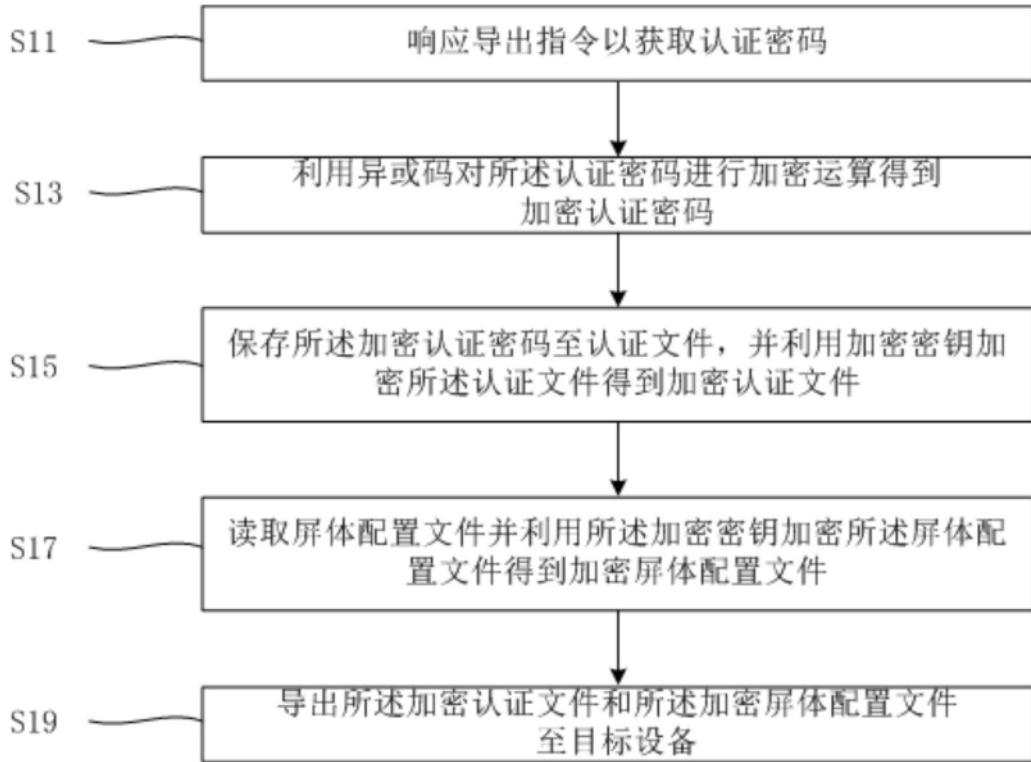 S11
响应导出指令以获取认证密码
S13
利用异或码对所述认证密码进行加密运算得到
加密认证密码
S15
保存所述加密认证密码至认证文件，并利用加密密钥加
密所述认证文件得到加密认证文件
S17
读取屏体配置文件并利用所述加密密钥加密所述屏体配
置文件得到加密屏体配置文件
S19
导出所述加密认证文件和所述加密屏体配置文件
至目标设备